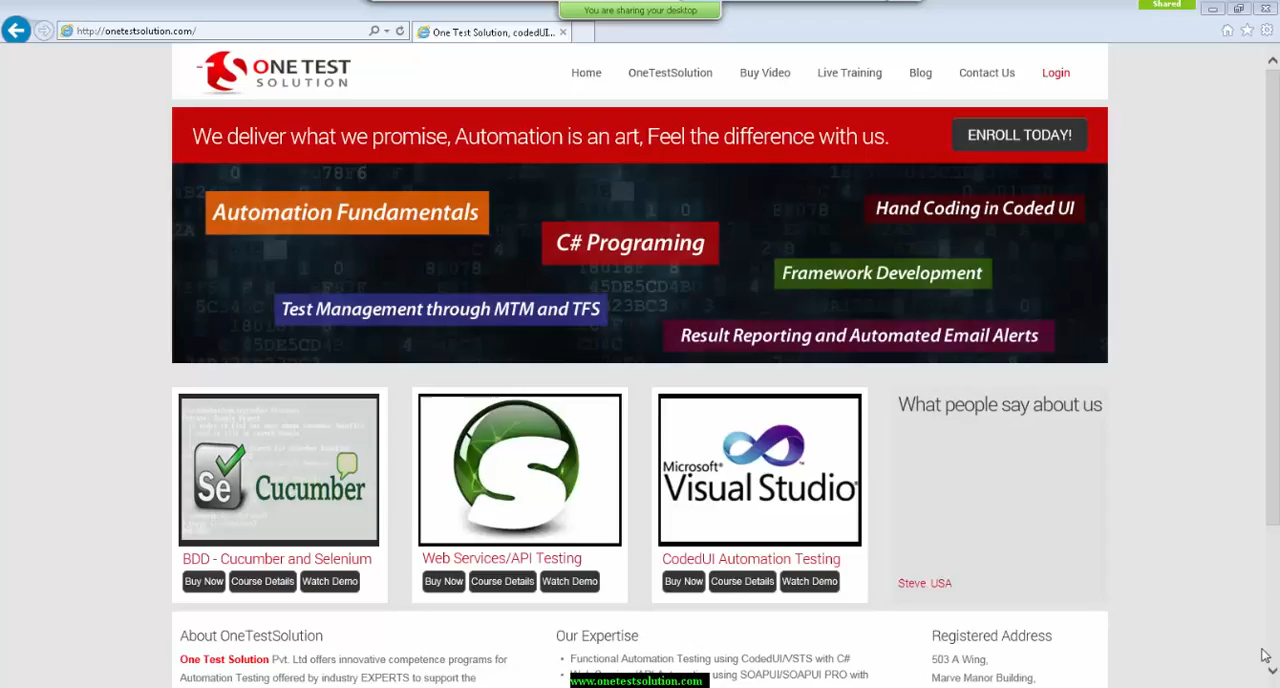 You are sharing your desktop
Shared
http://onetestsolution.com/
One Test Solution, codedUI...
ONE TEST
SOLUTION
Home
OneTestSolution
Buy Video
Live Training
Blog
Contact Us
Login
We deliver what we promise, Automation is an art, Feel the difference with us.
ENROLL TODAY!
Automation Fundamentals
Hand Coding in Coded UI
C# Programing
Framework Development
Test Management through MTM and TFS
Result Reporting and Automated Email Alerts
What people say about us
Se Cucumber
S
Microsoft®
Visual Studio
BDD - Cucumber and Selenium
Buy Now Course Details Watch Demo
Web Services/API Testing
Buy Now Course Details Watch Demo
CodedUI Automation Testing
Buy Now Course Details Watch Demo
Steve. USA
About OneTestSolution
One Test Solution Pvt. Ltd offers innovative competence programs for
Automation Testing offered by industry EXPERTS to support the
Our Expertise
• Functional Automation Testing using CodedUI/VSTS with C#
using SOAPUI/SOAPUI PRO with
www.onetestsolution.com
Registered Address
503 A Wing,
Marve Manor Building,